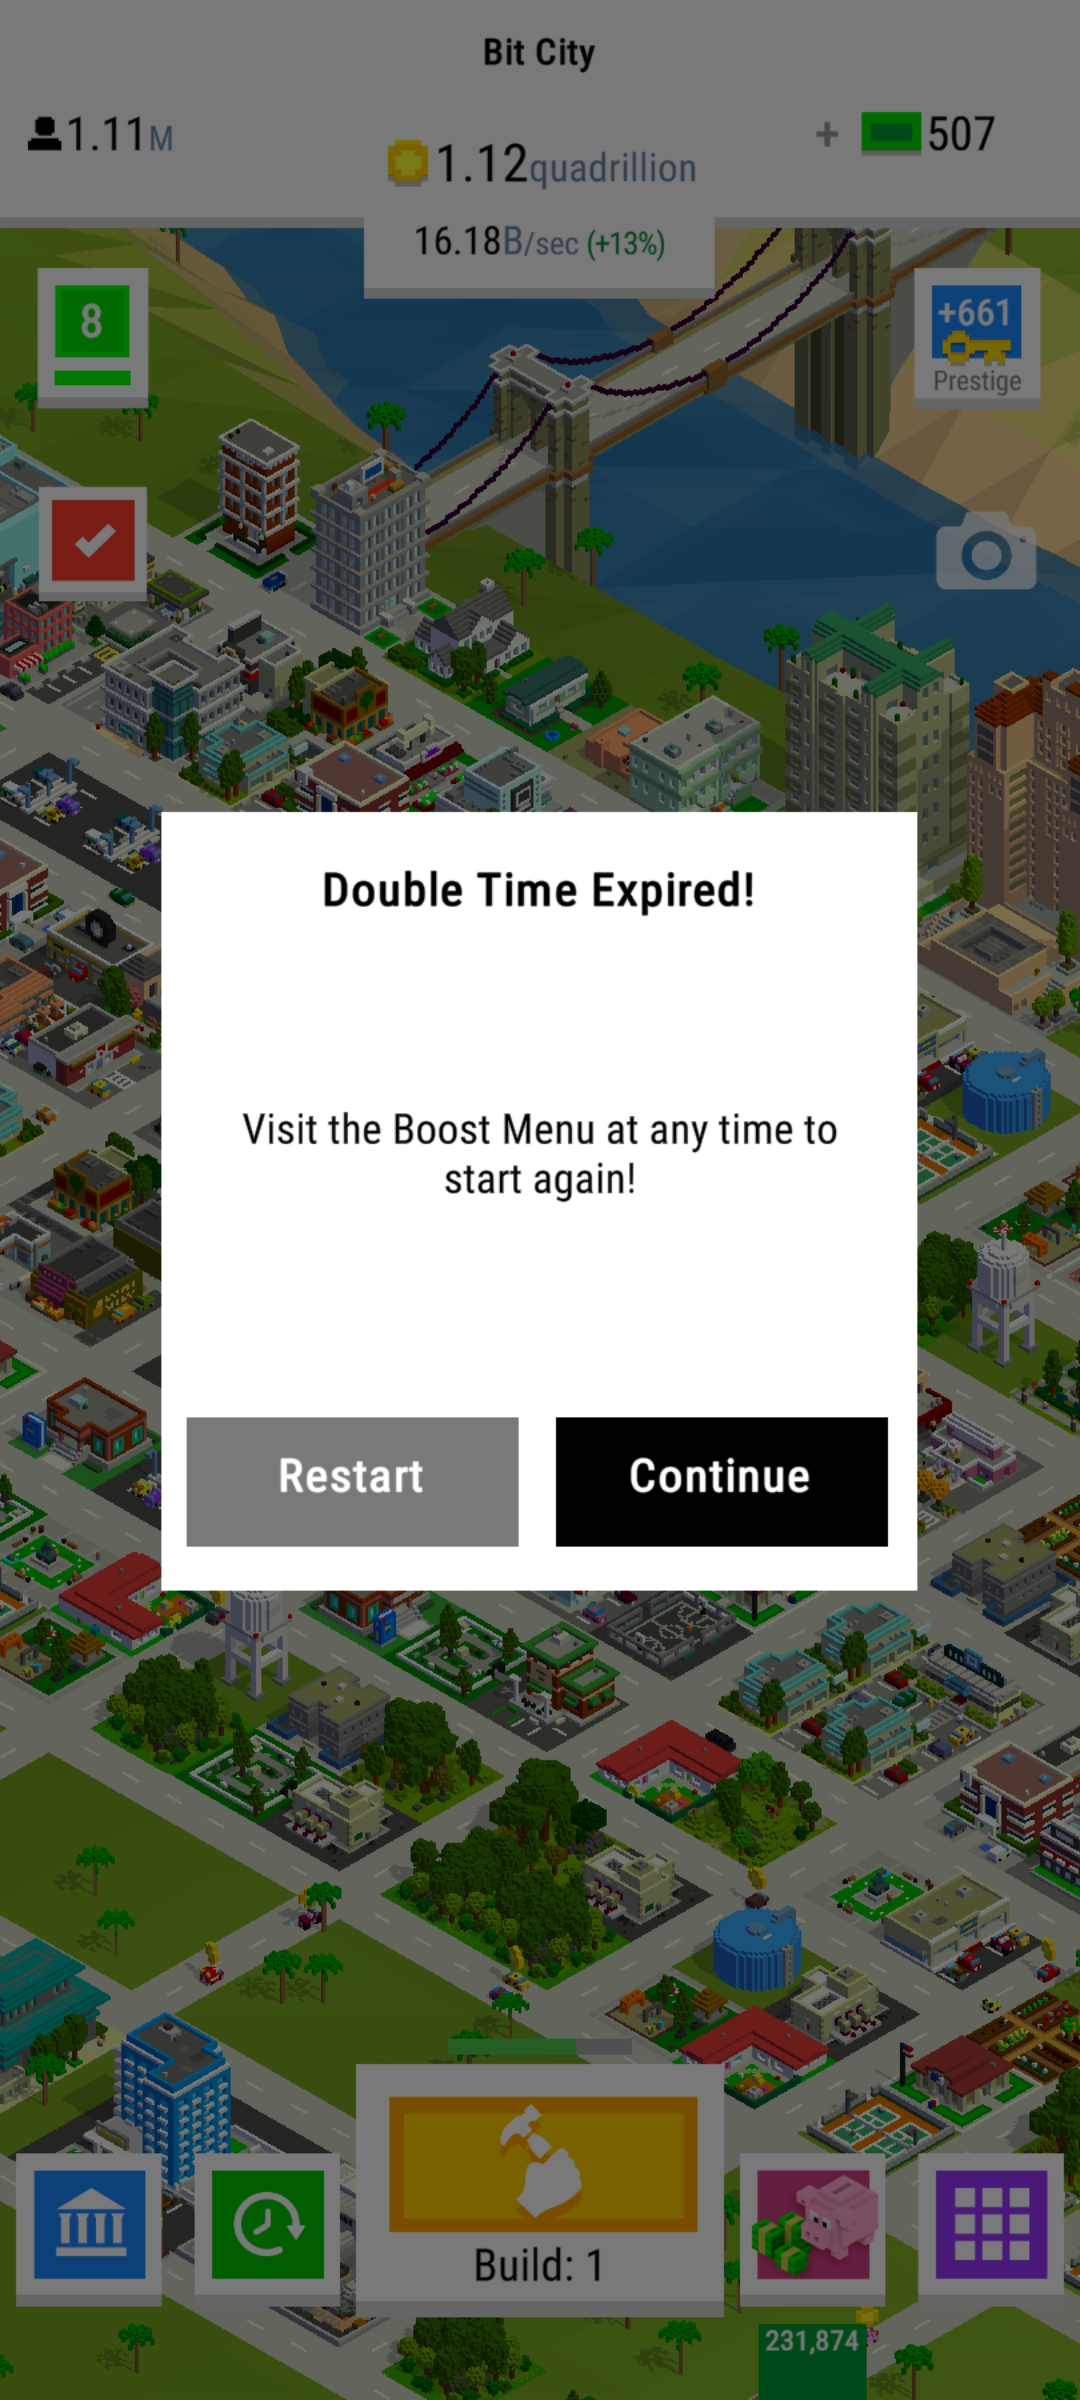 Bit City
1.11M
1.12quadrillion
+ 507
16.18B/sec (+13%)
8
+661
Prestige
Double Time Expired!
Visit the Boost Menu at any time to
start again!
Restart
Continue
Build: 1
231,874